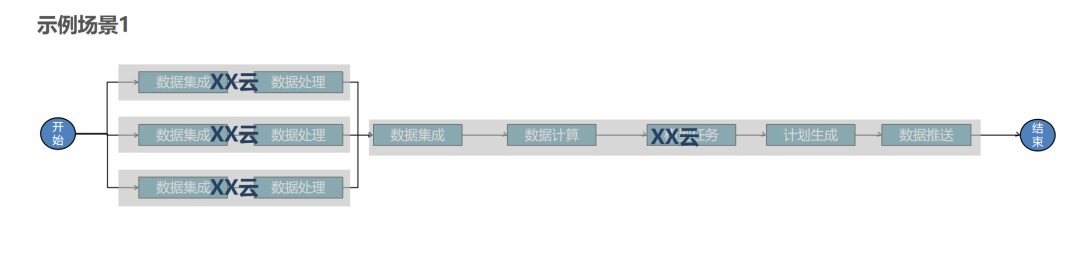 示例场景1
数据集成 XX云 数据处理
开始
数据集成 XX云 数据处理
数据集成 数据计算 XX云 任务 计划生成 数据推送
结束
数据集成 XX云 数据处理